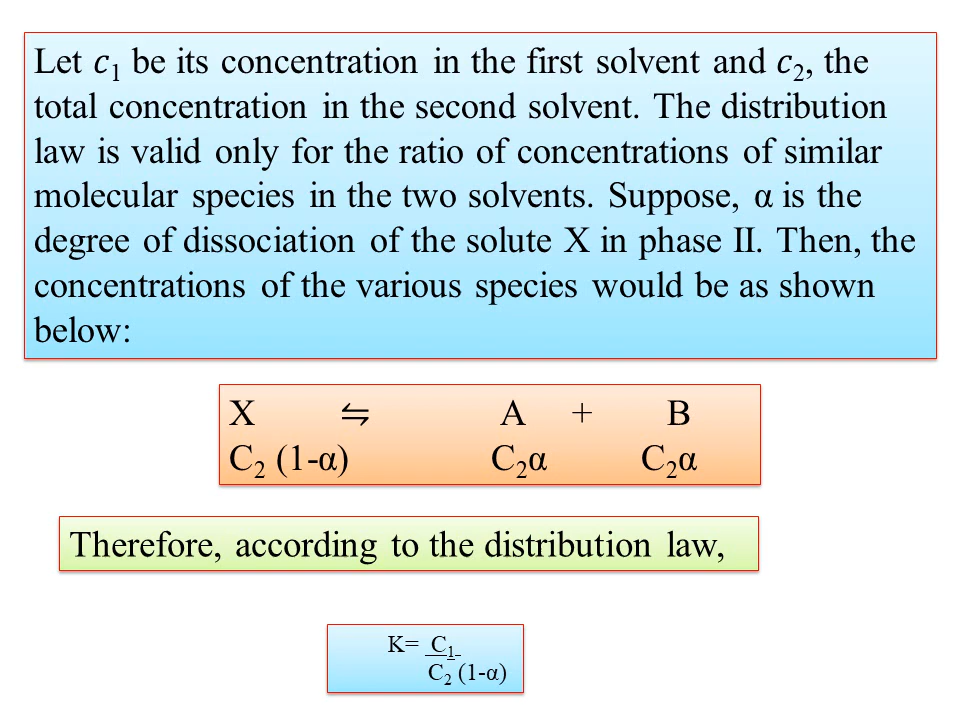 Let 𝑐₁ be its concentration in the first solvent and 𝑐₂, the
total concentration in the second solvent. The distribution
law is valid only for the ratio of concentrations of similar
molecular species in the two solvents. Suppose, α is the
degree of dissociation of the solute X in phase II. Then, the
concentrations of the various species would be as shown
below:
X ⇋ A + B
C₂ (1-α) C₂α C₂α
Therefore, according to the distribution law,
K= C₁
C₂ (1-α)